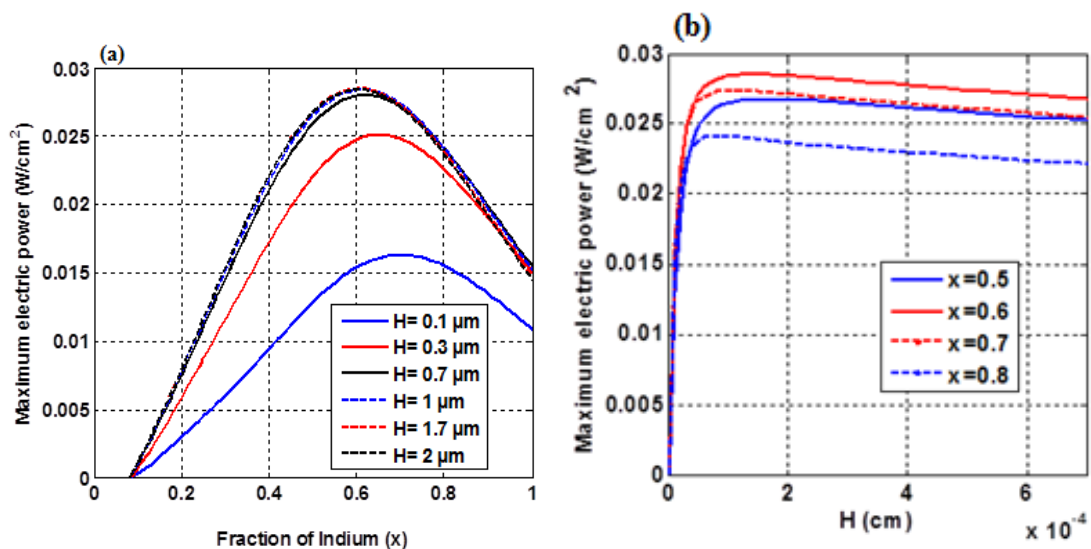 (a)
Maximum electric power (W/cm²)
0.03
0.025
0.02
0.015
0.01
0.005
0
0 0.2 0.4 0.6 0.8 1
Fraction of Indium (x)
H= 0.1 µm
H= 0.3 µm
H= 0.7 µm
H= 1 µm
H= 1.7 µm
H= 2 µm
(b)
Maximum electric power (W/cm²)
0.03
0.025
0.02
0.015
0.01
0.005
0
0 2 4 6
H (cm)
x 10⁻⁴
x=0.5
x=0.6
x=0.7
x=0.8